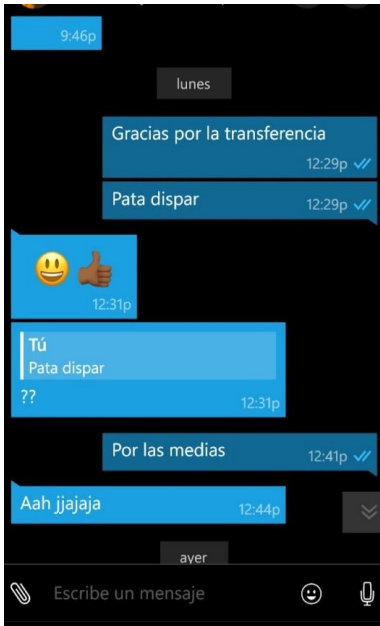 9:46p
lunes
Gracias por la transferencia
12:29p
Pata dispar
12:29p
12:31p
Tú
Pata dispar
??
12:31p
Por las medias
12:41p
Aah jjajaja
12:44p
ayer
Escribe un mensaje